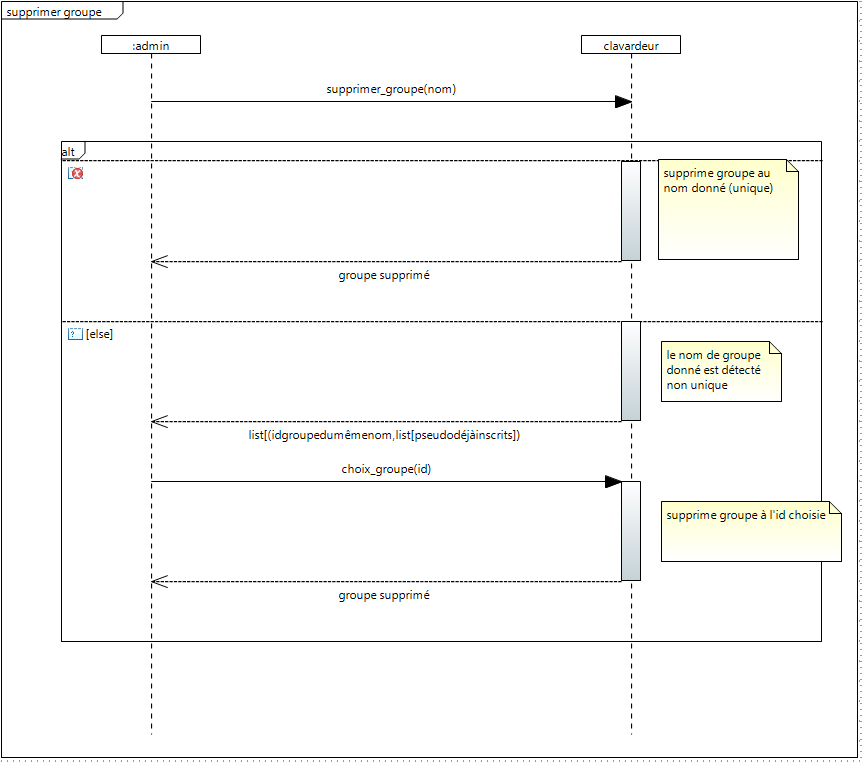 supprimer groupe
:admin
clavardeur
supprimer_groupe(nom)
alt
supprime groupe au
nom donné (unique)
groupe supprimé
[else]
le nom de groupe
donné est détecté
non unique
list[(idgroupedumêmenom,list[pseudodéjàinscrits])
choix_groupe(id)
supprime groupe à l'id choisie
groupe supprimé